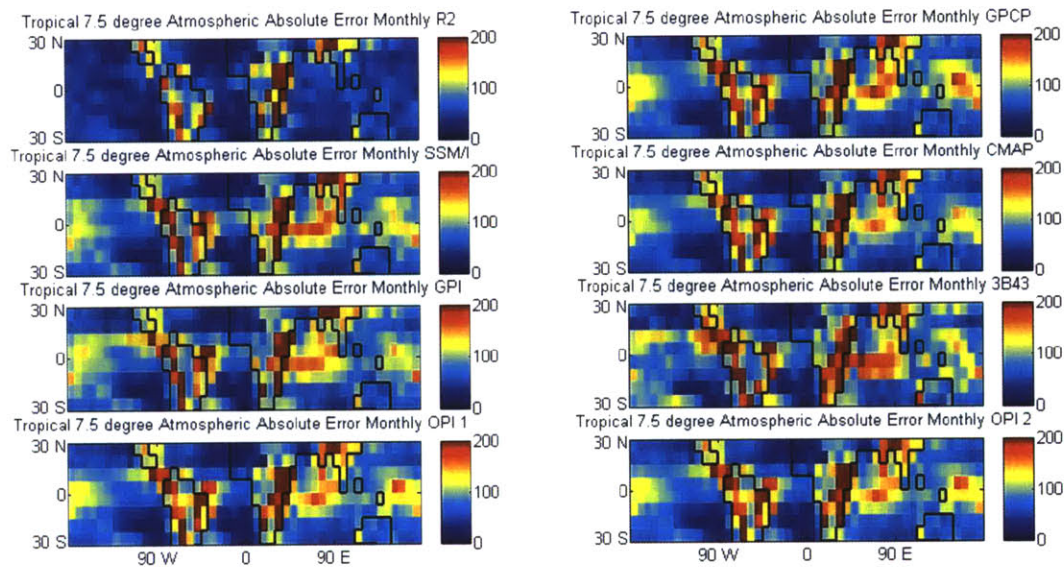 Tropical 7.5 degree Atmospheric Absolute Error Monthly R2
30 N
0
30 S
200
100
0
Tropical 7.5 degree Atmospheric Absolute Error Monthly SSM/I
30 N
0
30 S
200
100
0
Tropical 7.5 degree Atmospheric Absolute Error Monthly GPI
30 N
0
30 S
200
100
0
Tropical 7.5 degree Atmospheric Absolute Error Monthly OPI 1
30 N
0
30 S
200
100
0
90 W 0 90 E
Tropical 7.5 degree Atmospheric Absolute Error Monthly GPCP
30 N
0
30 S
200
100
0
Tropical 7.5 degree Atmospheric Absolute Error Monthly CMAP
30 N
0
30 S
200
100
0
Tropical 7.5 degree Atmospheric Absolute Error Monthly 3B43
30 N
0
30 S
200
100
0
Tropical 7.5 degree Atmospheric Absolute Error Monthly OPI 2
30 N
0
30 S
200
100
0
90 W 0 90 E